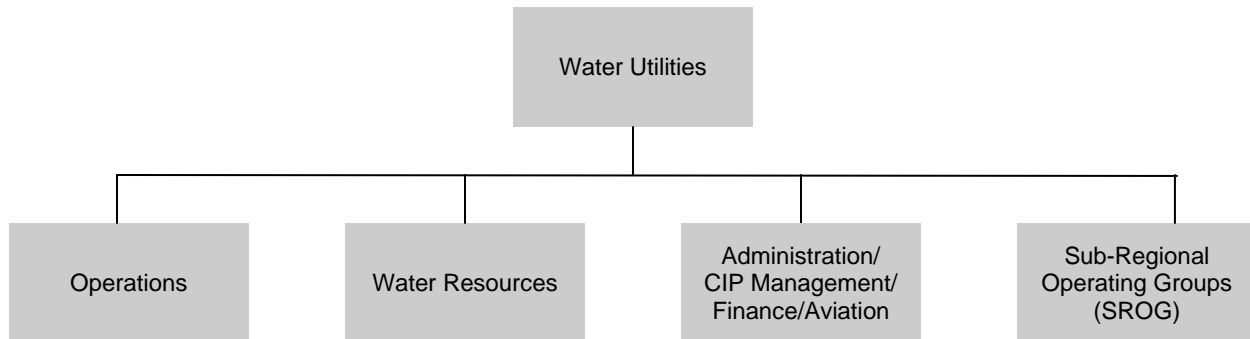 Water Utilities
Operations
Water Resources
Administration/
CIP Management/
Finance/Aviation
Sub-Regional
Operating Groups
(SROG)